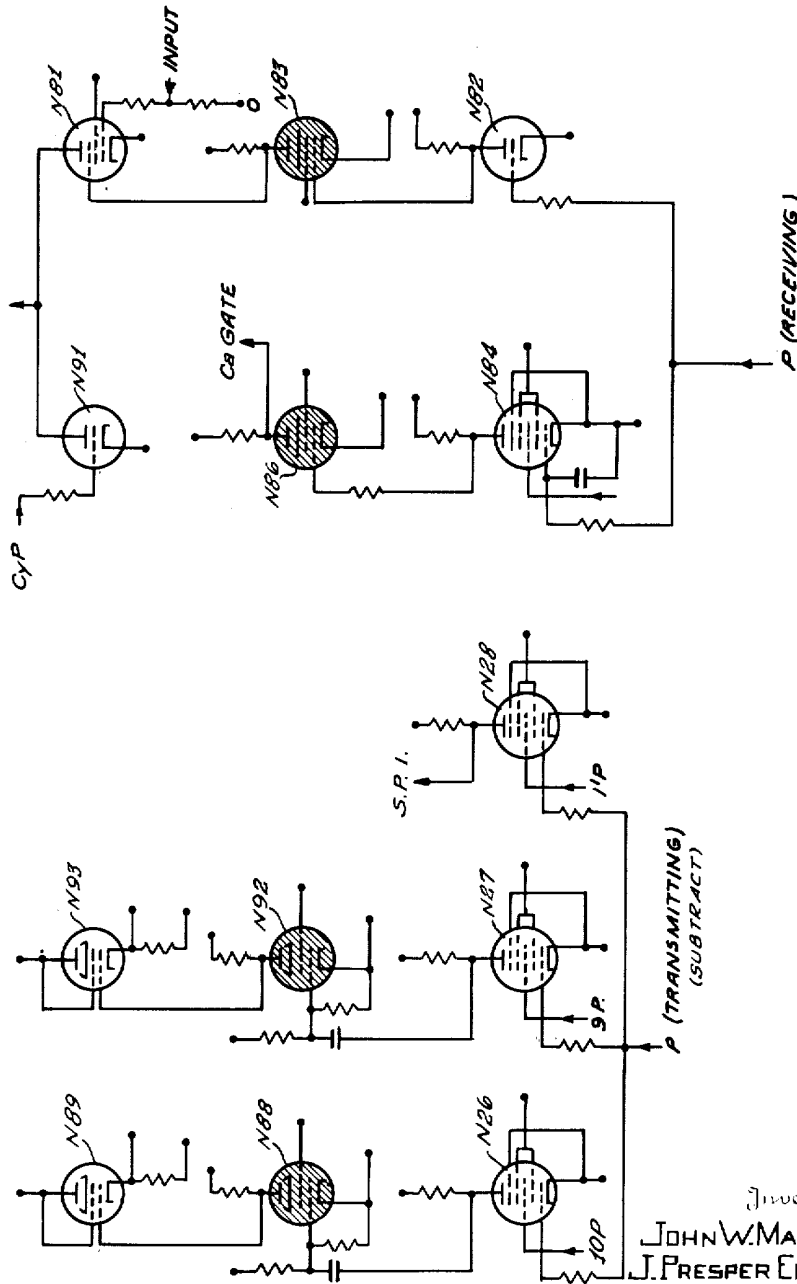 N81
INPUT
N83
O
N91
CyP
N82
Ca GATE
N86
N84
P (RECEIVING)
S.P.I.
N28
1'P
N93
N92
N27
9P.
P (TRANSMITTING)
(SUBTRACT)
N89
N88
N26
10P
JOHN W. MA
J. PRESPER E